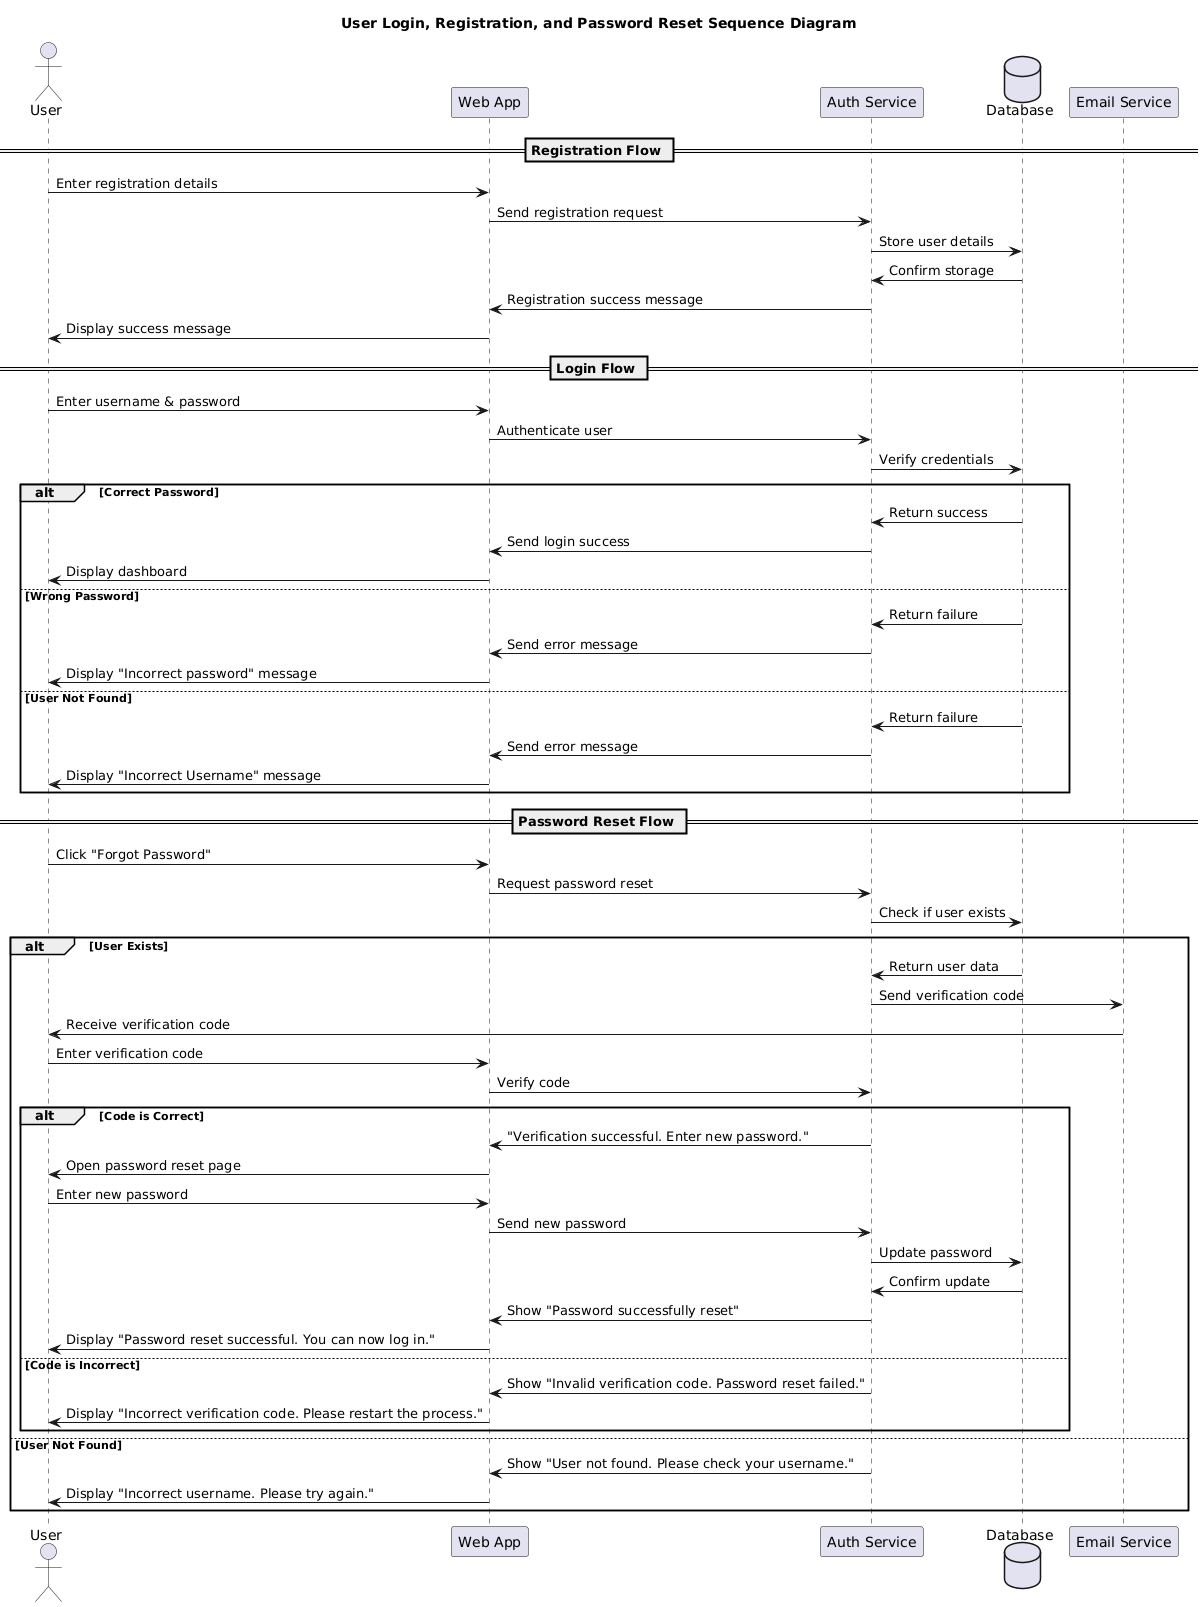 User Login, Registration, and Password Reset Sequence Diagram
User
Web App
Auth Service
Database
Email Service
Registration Flow
Enter registration details
Send registration request
Store user details
Confirm storage
Registration success message
Display success message
Login Flow
Enter username & password
Authenticate user
Verify credentials
alt [Correct Password]
Return success
Send login success
Display dashboard
[Wrong Password]
Return failure
Send error message
Display "Incorrect password" message
[User Not Found]
Return failure
Send error message
Display "Incorrect Username" message
Password Reset Flow
Click "Forgot Password"
Request password reset
Check if user exists
alt [User Exists]
Return user data
Send verification code
Receive verification code
Enter verification code
Verify code
alt [Code is Correct]
"Verification successful. Enter new password."
Open password reset page
Enter new password
Send new password
Update password
Confirm update
Show "Password successfully reset"
Display "Password reset successful. You can now log in."
[Code is Incorrect]
Show "Invalid verification code. Password reset failed."
Display "Incorrect verification code. Please restart the process."
[User Not Found]
Show "User not found. Please check your username."
Display "Incorrect username. Please try again."
User
Web App
Auth Service
Database
Email Service